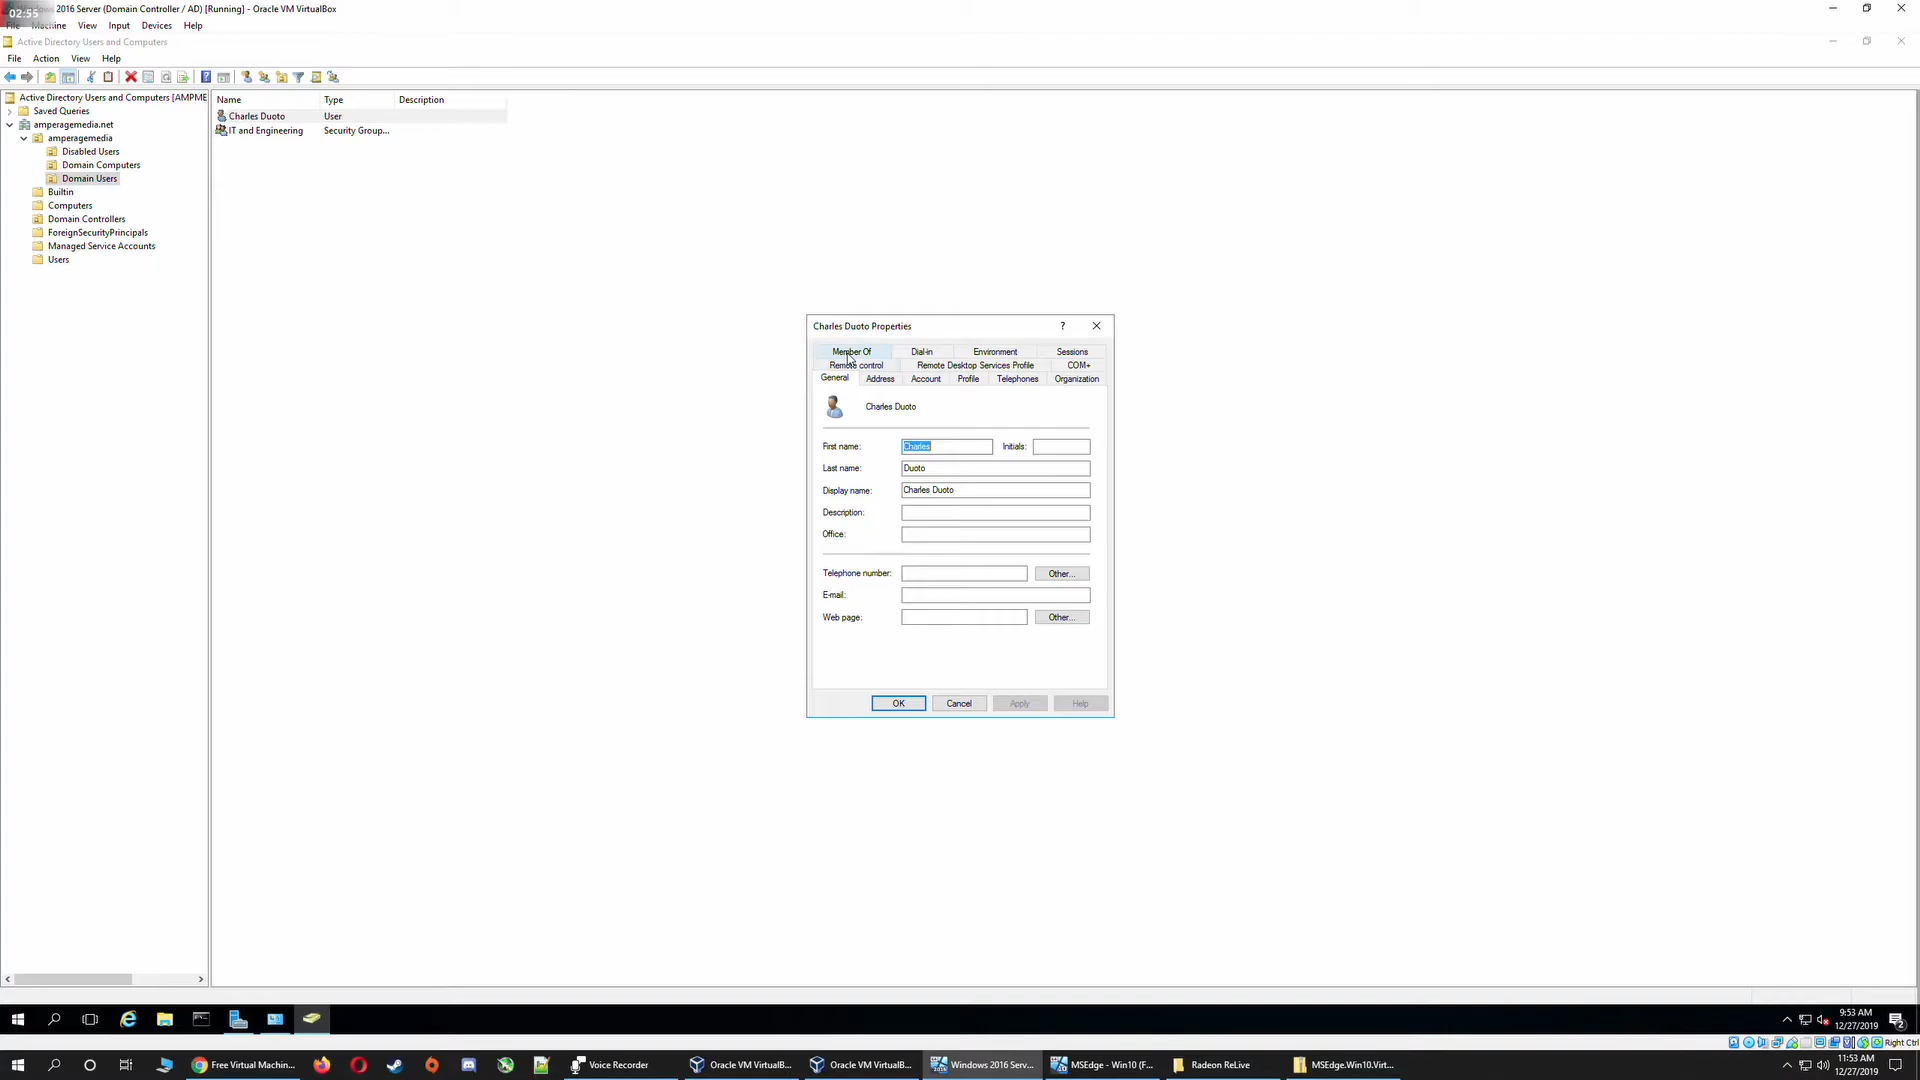 02:55
2016 Server (Domain Controller / AD) [Running] - Oracle VM VirtualBox
File Machine View Input Devices Help
Active Directory Users and Computers
File Action View Help
Active Directory Users and Computers [AMPME
Saved Queries
amperagemedia.net
amperagemedia
Disabled Users
Domain Computers
Domain Users
Builtin
Computers
Domain Controllers
ForeignSecurityPrincipals
Managed Service Accounts
Users
Name Type Description
Charles Duoto User
IT and Engineering Security Group...
Charles Duoto Properties
Member Of Dial-in Environment Sessions
Remote control Remote Desktop Services Profile COM+
General Address Account Profile Telephones Organization
Charles Duoto
First name: Charles Initials:
Last name: Duoto
Display name: Charles Duoto
Description:
Office:
Telephone number: Other...
E-mail:
Web page: Other...
OK Cancel Apply Help
9:53 AM
12/27/2019
2
Right Ctrl
Free Virtual Machin... Voice Recorder Oracle VM VirtualB... Oracle VM VirtualB... Windows 2016 Serv... MSEdge - Win10 (F... Radeon ReLive MSEdge.Win10.Virt...
11:53 AM
12/27/2019